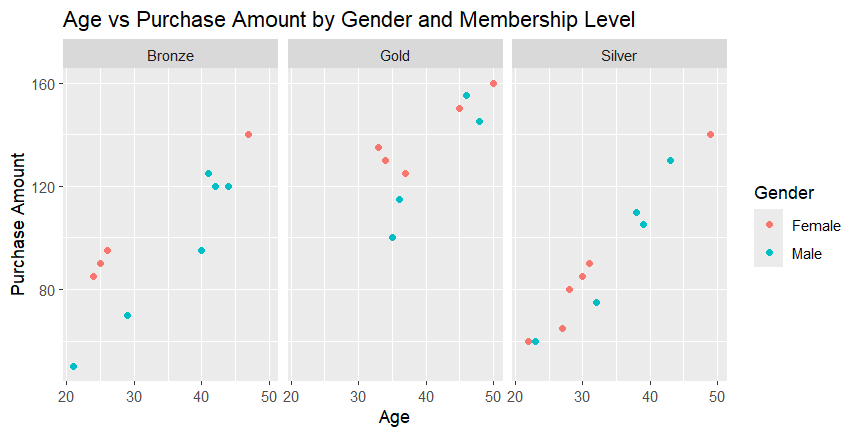 Age vs Purchase Amount by Gender and Membership Level
Bronze Gold Silver
160
120
80
Purchase Amount
20 30 40 50 20 30 40 50 20 30 40 50
Age
Gender
Female
Male